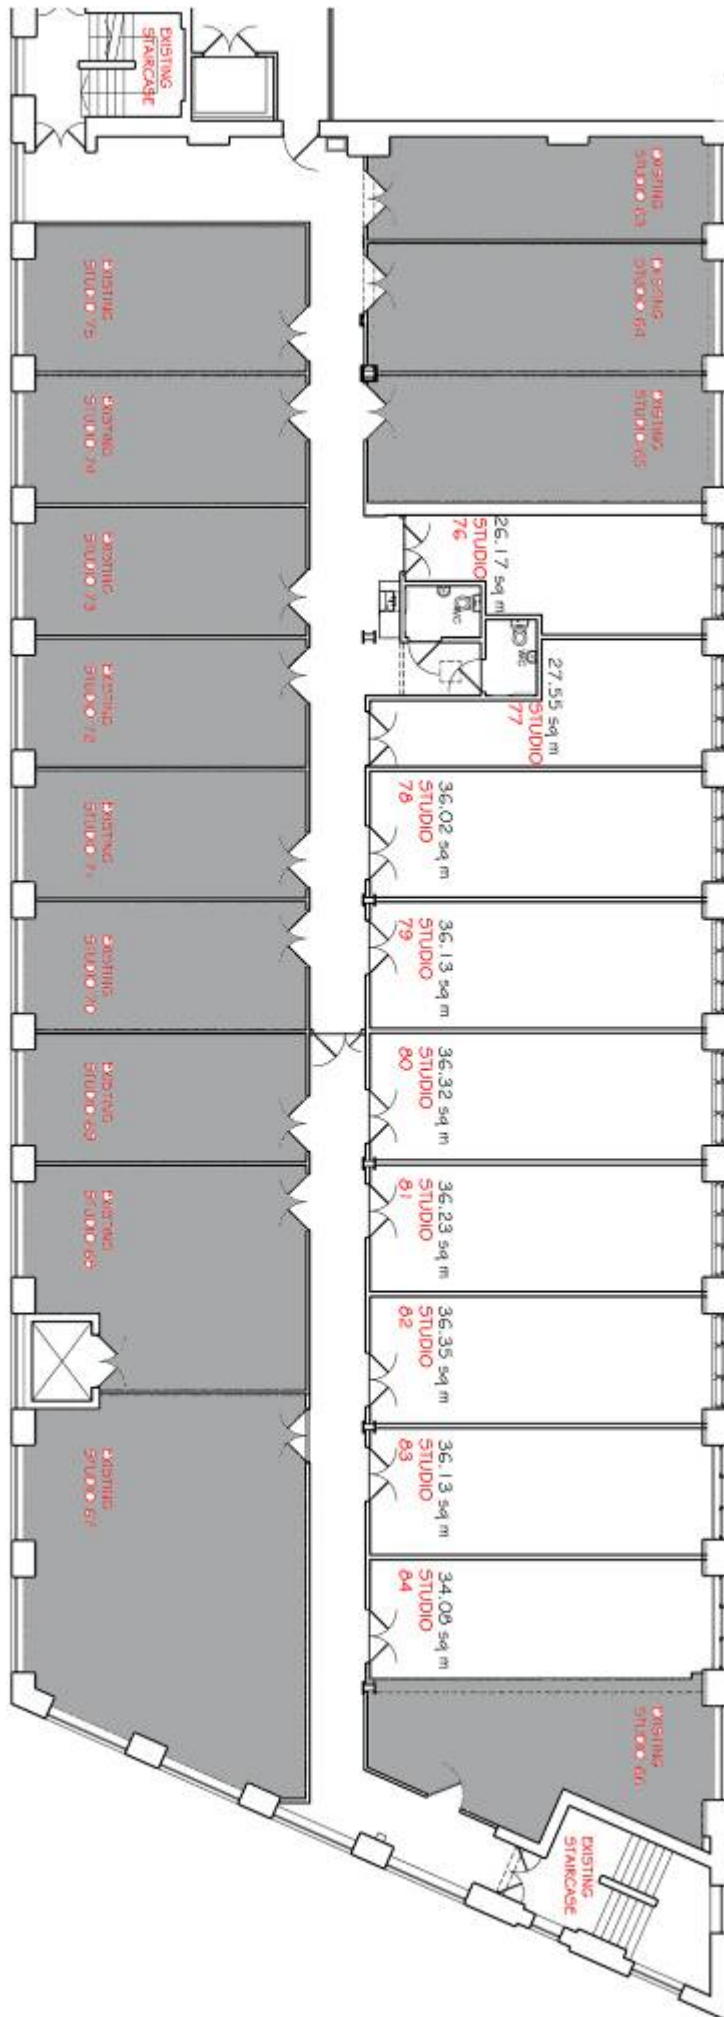 EXISTING
STAIRCASE
EXISTING
STUDIO 63
EXISTING
STUDIO 64
EXISTING
STUDIO 65
EXISTING
STUDIO 75
EXISTING
STUDIO 74
EXISTING
STUDIO 73
EXISTING
STUDIO 72
EXISTING
STUDIO 71
EXISTING
STUDIO 70
EXISTING
STUDIO 69
EXISTING
STUDIO 68
EXISTING
STUDIO 67
26.17 sq m
STUDIO
76
WC
WC
27.55 sq m
STUDIO
77
36.02 sq m
STUDIO
78
36.13 sq m
STUDIO
79
36.32 sq m
STUDIO
80
36.23 sq m
STUDIO
81
36.35 sq m
STUDIO
82
36.13 sq m
STUDIO
83
34.08 sq m
STUDIO
84
EXISTING
STUDIO 66
EXISTING
STAIRCASE